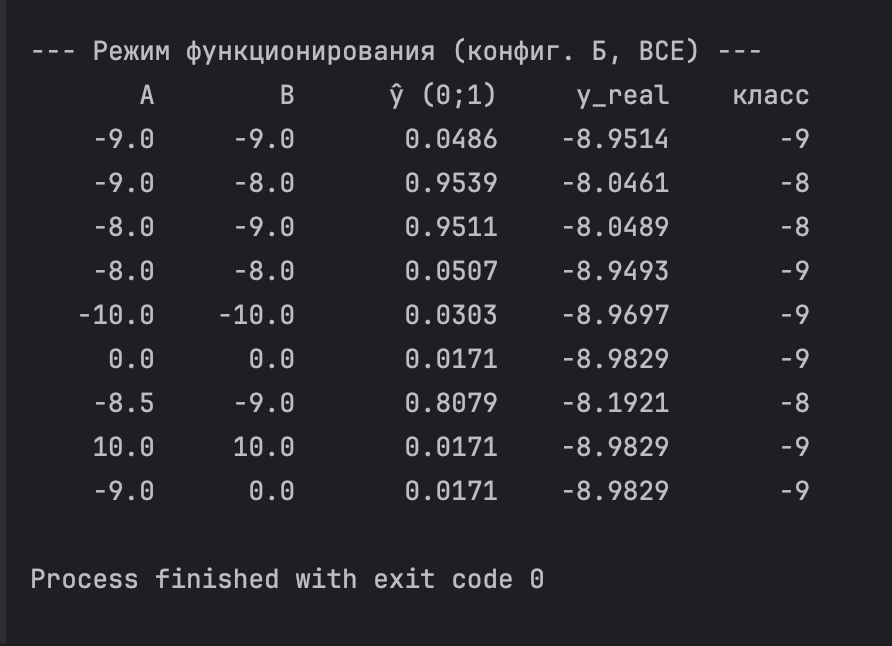 --- Режим функционирования (конфиг. Б, ВСЕ) ---
A B ŷ (0;1) y_real класс
-9.0 -9.0 0.0486 -8.9514 -9
-9.0 -8.0 0.9539 -8.0461 -8
-8.0 -9.0 0.9511 -8.0489 -8
-8.0 -8.0 0.0507 -8.9493 -9
-10.0 -10.0 0.0303 -8.9697 -9
0.0 0.0 0.0171 -8.9829 -9
-8.5 -9.0 0.8079 -8.1921 -8
10.0 10.0 0.0171 -8.9829 -9
-9.0 0.0 0.0171 -8.9829 -9
Process finished with exit code 0